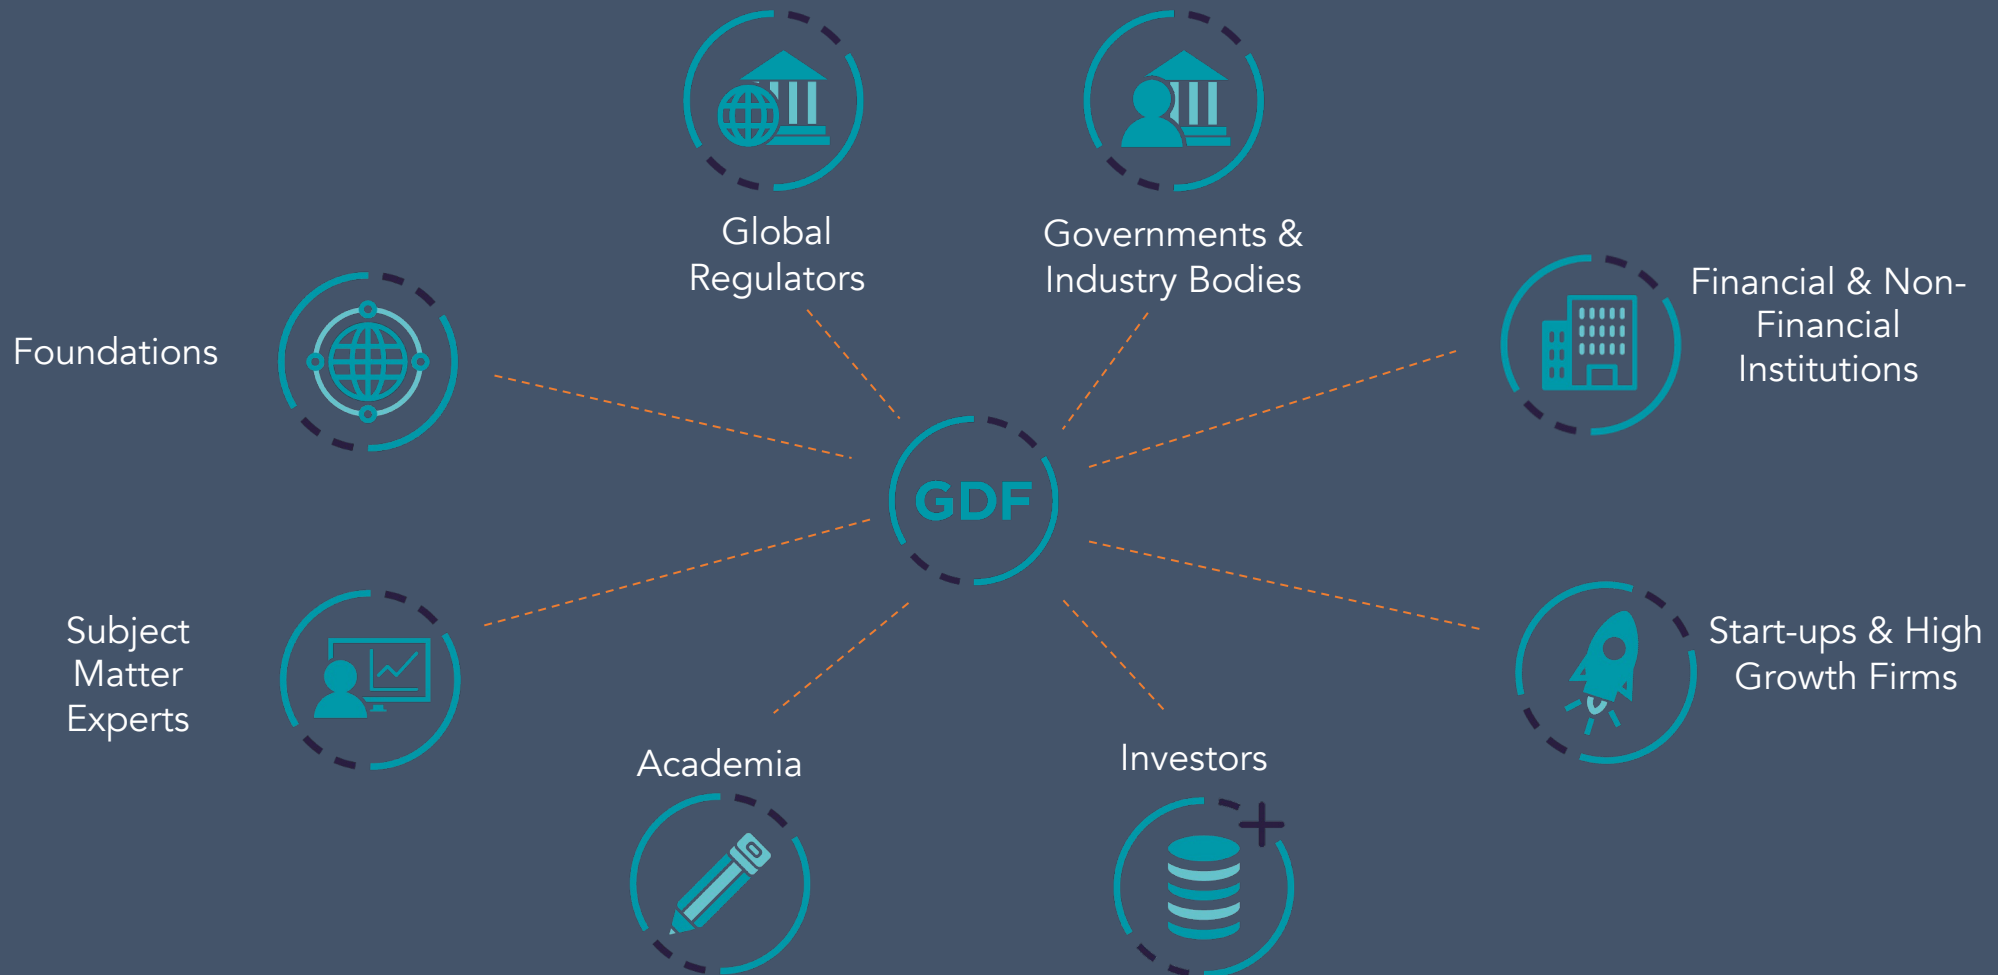 Global
Regulators
Governments &
Industry Bodies
Financial & Non-
Financial
Institutions
Foundations
GDF
Subject
Matter
Experts
Start-ups & High
Growth Firms
Academia
Investors